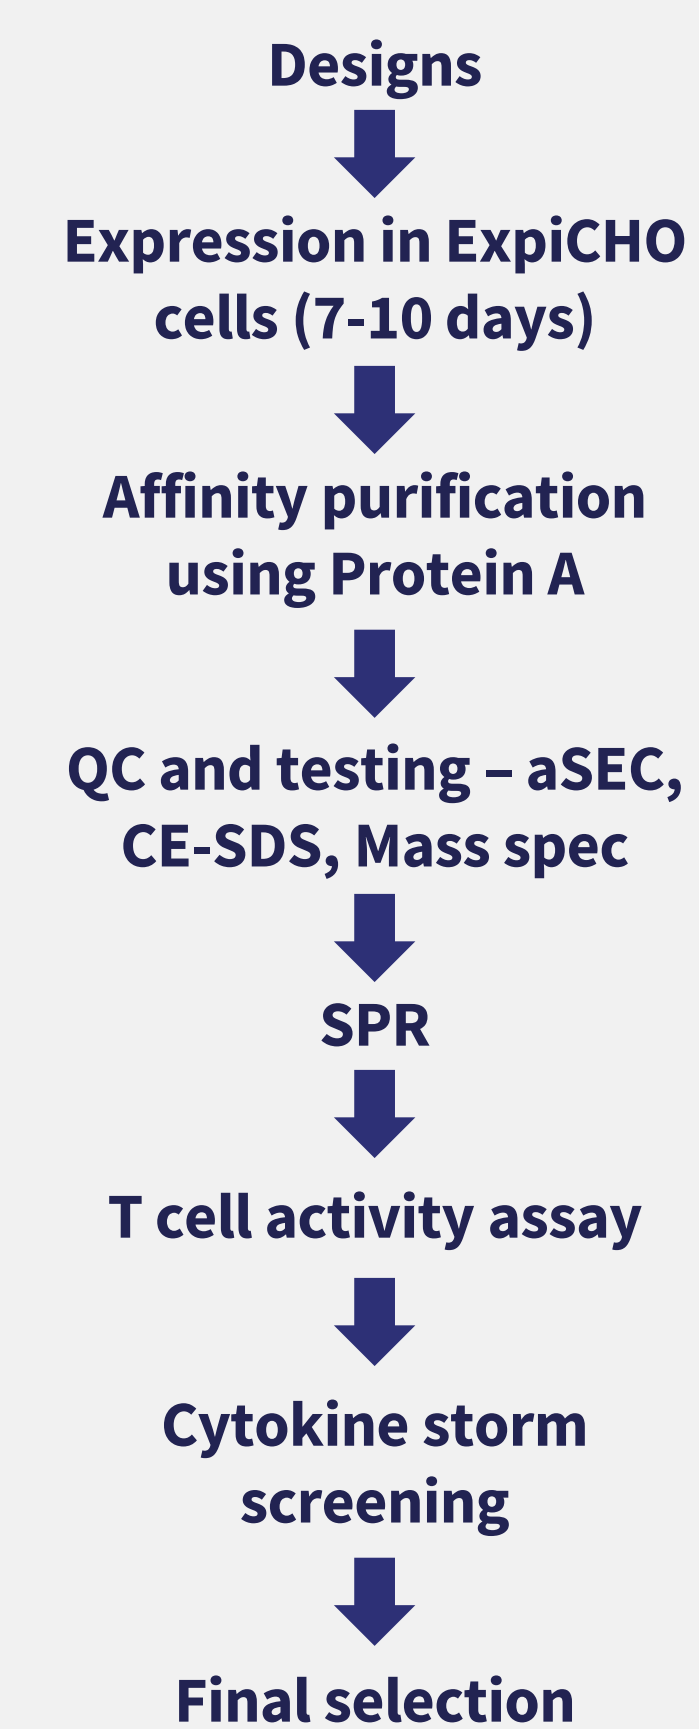 Designs
Expression in ExpiCHO
cells (7-10 days)
Affinity purification
using Protein A
QC and testing – aSEC,
CE-SDS, Mass spec
SPR
T cell activity assay
Cytokine storm
screening
Final selection